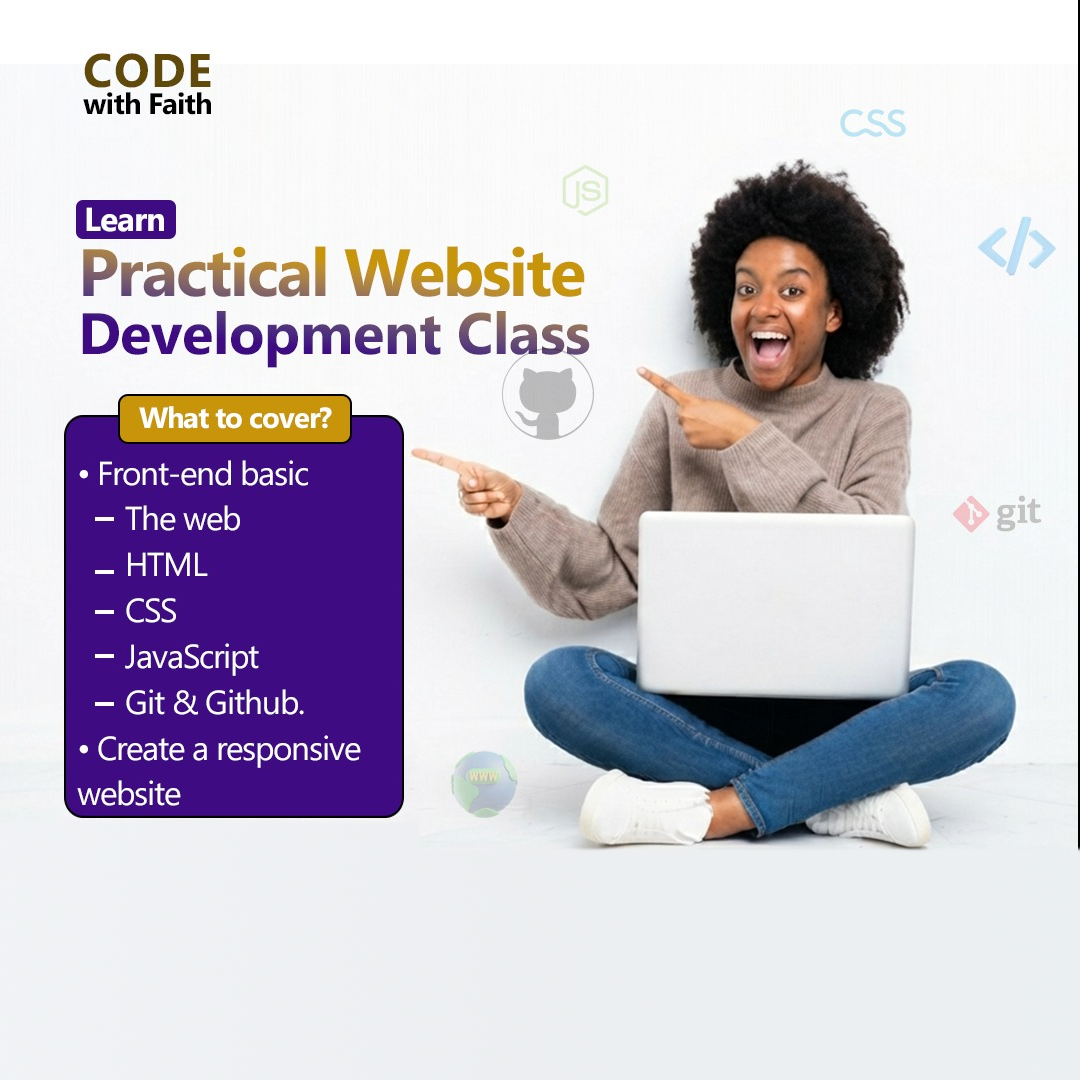 CODE
with Faith
CSS
JS
Learn
</>
Practical Website
Development Class
What to cover?
• Front-end basic
– The web
– HTML
– CSS
– JavaScript
– Git & Github.
• Create a responsive
website
git
WWW